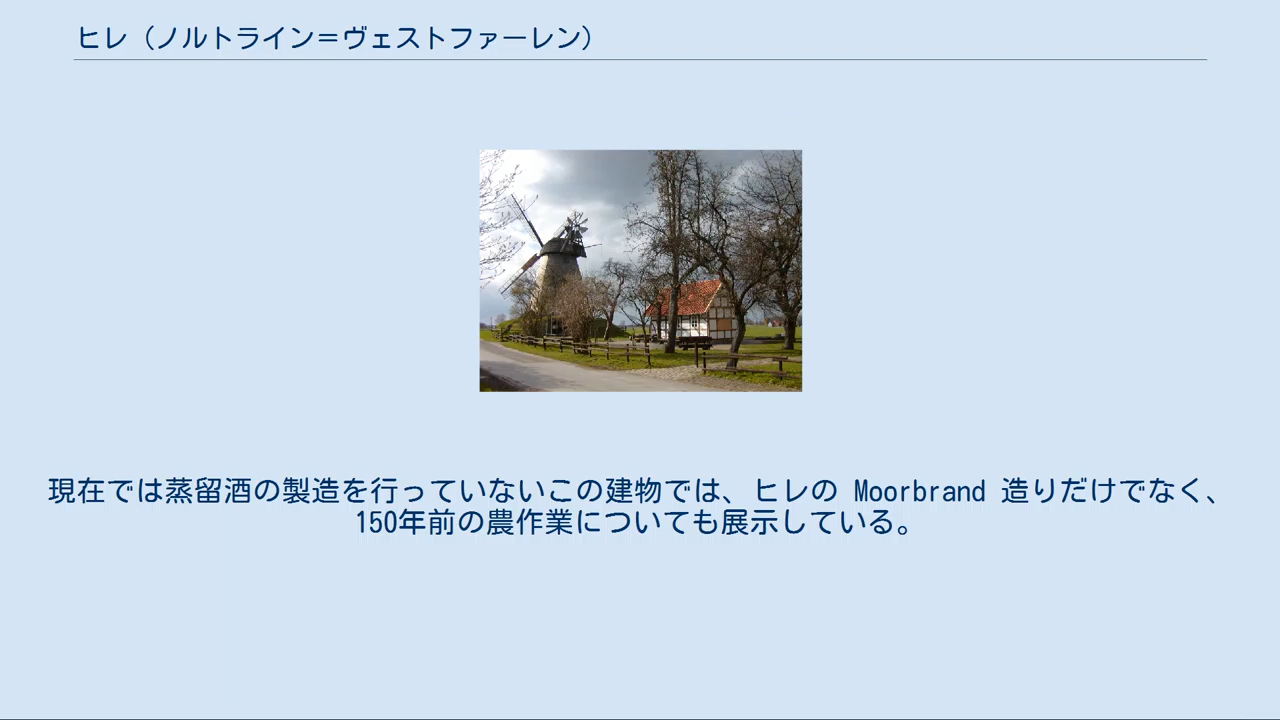 ヒレ（ノルトライン＝ヴェストファーレン）
現在では蒸留酒の製造を行っていないこの建物では、ヒレの Moorbrand 造りだけでなく、
150年前の農作業についても展示している。